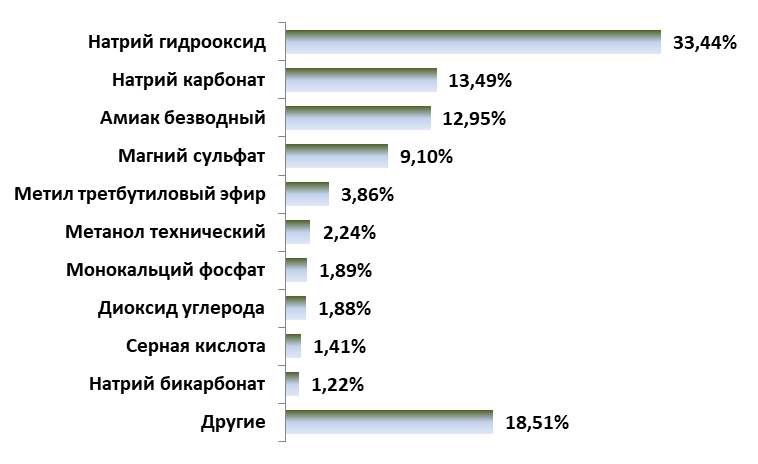 Натрий гидрооксид 33,44%
Натрий карбонат 13,49%
Амиак безводный 12,95%
Магний сульфат 9,10%
Метил третбутиловый эфир 3,86%
Метанол технический 2,24%
Монокальций фосфат 1,89%
Диоксид углерода 1,88%
Серная кислота 1,41%
Натрий бикарбонат 1,22%
Другие 18,51%